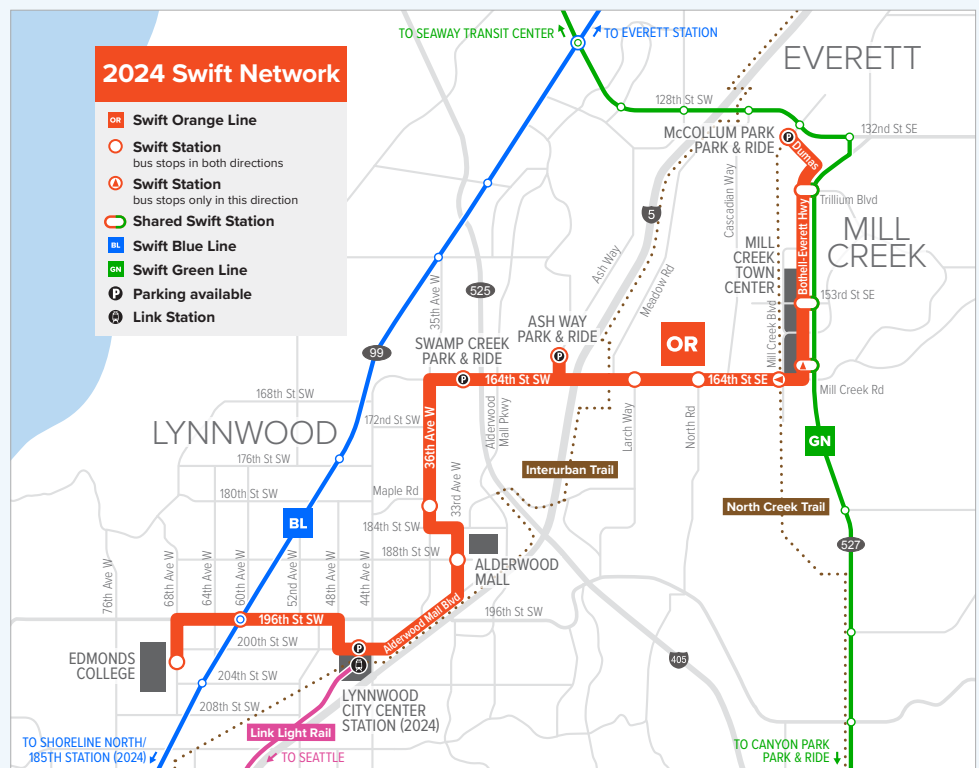 TO SEAWAY TRANSIT CENTER
TO EVERETT STATION
EVERETT
2024 Swift Network
OR Swift Orange Line
Swift Station
bus stops in both directions
Swift Station
bus stops only in this direction
Shared Swift Station
BL Swift Blue Line
GN Swift Green Line
P Parking available
Link Station
128th St SW
132nd St SE
McCOLLUM PARK
PARK & RIDE
P
Dumas
Trillium Blvd
Cascadian Way
5
Bothell-Everett Hwy
MILL
CREEK
MILL
CREEK
TOWN
CENTER
Ash Way
Meadow Rd
35th Ave W
525
153rd St SE
Mill Creek Blvd
ASH WAY
PARK & RIDE
P
OR
SWAMP CREEK
PARK & RIDE
P
99
164th St SW
164th St SE
Mill Creek Rd
168th St SW
172nd St SW
36th Ave W
Alderwood
Mall Pkwy
Larch Way
North Rd
LYNNWOOD
GN
176th St SW
33rd Ave W
Interurban Trail
180th St SW
Maple Rd
North Creek Trail
BL
184th St SW
527
188th St SW
ALDERWOOD
MALL
76th Ave W
68th Ave W
64th Ave W
60th Ave W
52nd Ave W
48th Ave W
44th Ave W
196th St SW
Alderwood Mall Blvd
196th St SW
200th St SW
P
EDMONDS
COLLEGE
405
204th St SW
LYNNWOOD
CITY CENTER
STATION (2024)
208th St SW
Link Light Rail
TO SEATTLE
TO SHORELINE NORTH/
185TH STATION (2024)
TO CANYON PARK
PARK & RIDE